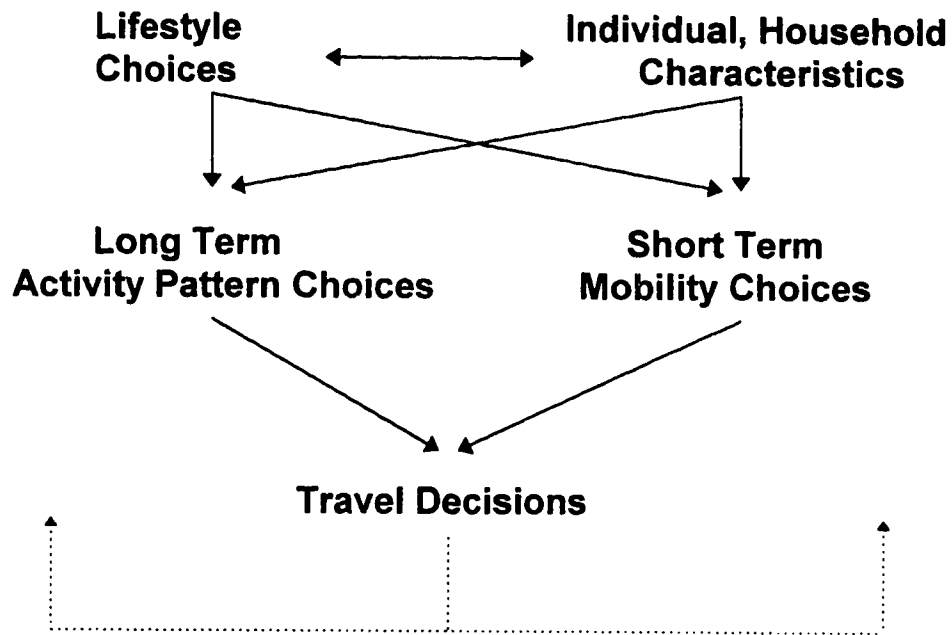 Lifestyle
Choices
Individual, Household
Characteristics
Long Term
Activity Pattern Choices
Short Term
Mobility Choices
Travel Decisions